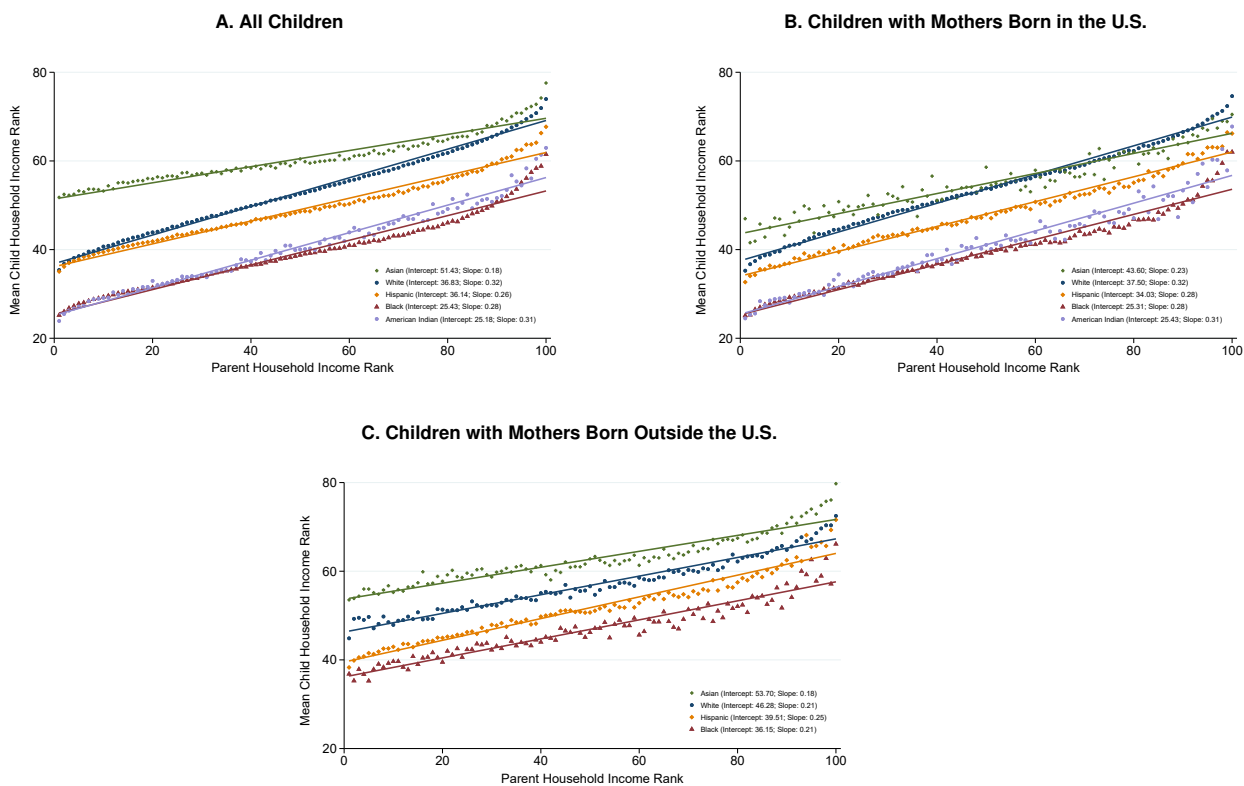 A. All Children
Mean Child Household Income Rank
80
60
40
20
Asian (Intercept: 51.43; Slope: 0.18)
White (Intercept: 36.83; Slope: 0.32)
Hispanic (Intercept: 36.14; Slope: 0.26)
Black (Intercept: 25.43; Slope: 0.28)
American Indian (Intercept: 25.18; Slope: 0.31)
0 20 40 60 80 100
Parent Household Income Rank
B. Children with Mothers Born in the U.S.
Mean Child Household Income Rank
80
60
40
20
Asian (Intercept: 43.60; Slope: 0.23)
White (Intercept: 37.50; Slope: 0.32)
Hispanic (Intercept: 34.03; Slope: 0.28)
Black (Intercept: 25.31; Slope: 0.28)
American Indian (Intercept: 25.43; Slope: 0.31)
0 20 40 60 80 100
Parent Household Income Rank
C. Children with Mothers Born Outside the U.S.
Mean Child Household Income Rank
80
60
40
20
Asian (Intercept: 53.70; Slope: 0.18)
White (Intercept: 46.28; Slope: 0.21)
Hispanic (Intercept: 39.51; Slope: 0.25)
Black (Intercept: 36.15; Slope: 0.21)
0 20 40 60 80 100
Parent Household Income Rank